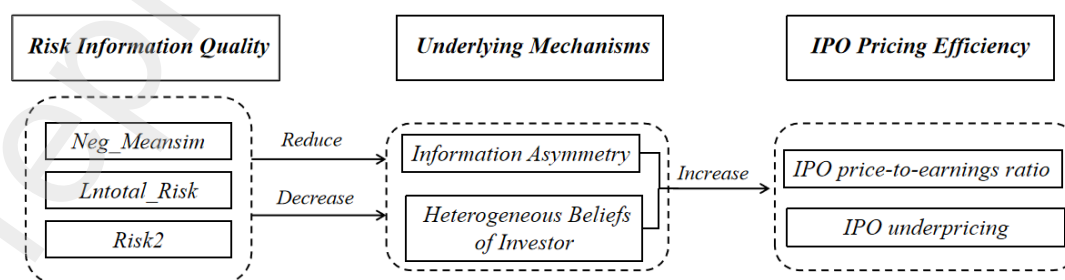 Risk Information Quality
Underlying Mechanisms
IPO Pricing Efficiency
Neg_Meansim
Lntotal_Risk
Risk2
Reduce
Decrease
Information Asymmetry
Heterogeneous Beliefs
of Investor
Increase
IPO price-to-earnings ratio
IPO underpricing